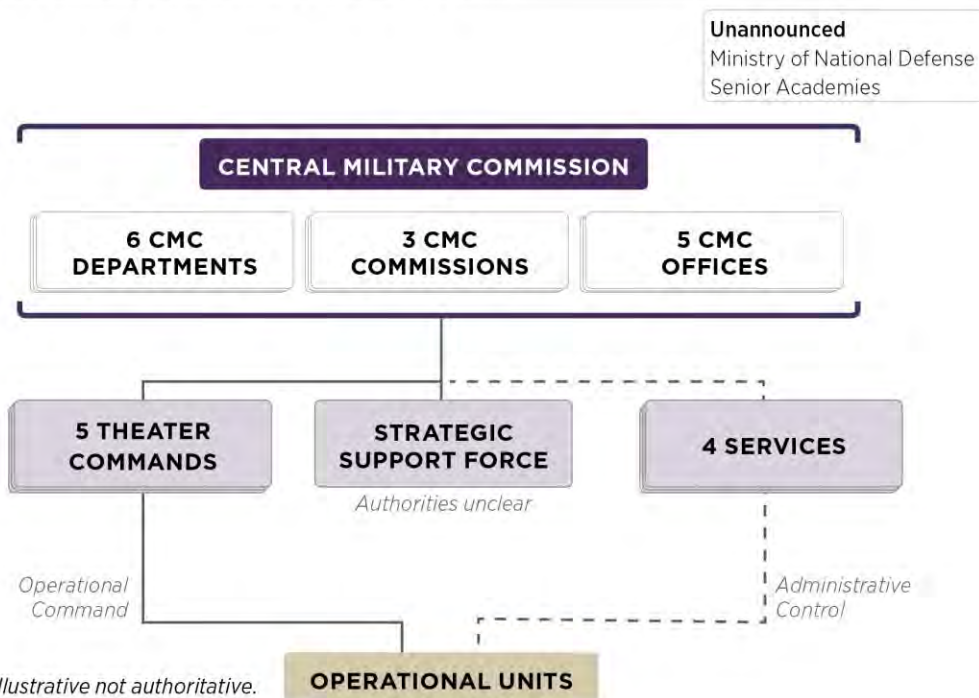 Unannounced
Ministry of National Defense
Senior Academies
CENTRAL MILITARY COMMISSION
6 CMC
DEPARTMENTS
3 CMC
COMMISSIONS
5 CMC
OFFICES
5 THEATER
COMMANDS
STRATEGIC
SUPPORT FORCE
4 SERVICES
Authorities unclear
Operational
Command
Administrative
Control
llustrative not authoritative.
OPERATIONAL UNITS